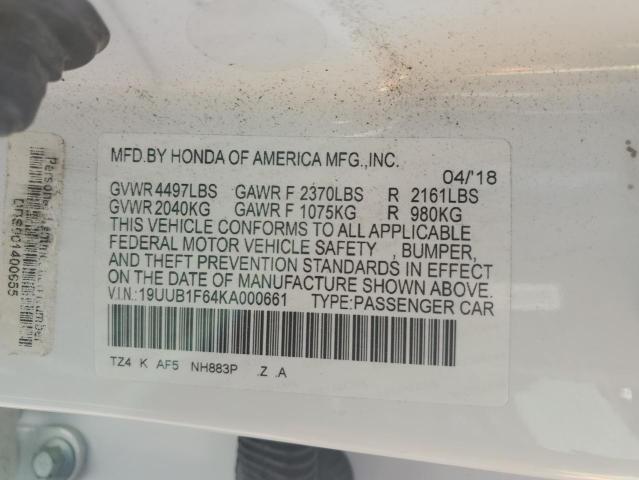 MFD.BY HONDA OF AMERICA MFG.,INC.
04/'18
GVWR 4497LBS GAWR F 2370LBS R 2161LBS
GVWR 2040KG GAWR F 1075KG R 980KG
THIS VEHICLE CONFORMS TO ALL APPLICABLE
FEDERAL MOTOR VEHICLE SAFETY , BUMPER,
AND THEFT PREVENTION STANDARDS IN EFFECT
ON THE DATE OF MANUFACTURE SHOWN ABOVE.
V.I.N.:19UUB1F64KA000661 TYPE:PASSENGER CAR
TZ4 K AF5 NH883P .Z .A